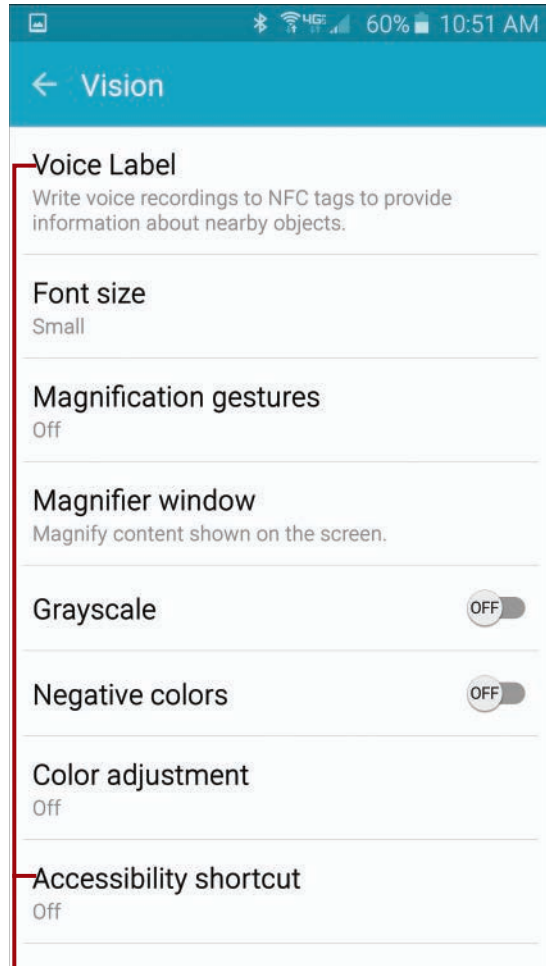 4G 60% 10:51 AM
Vision
Voice Label
Write voice recordings to NFC tags to provide
information about nearby objects.
Font size
Small
Magnification gestures
Off
Magnifier window
Magnify content shown on the screen.
Grayscale OFF
Negative colors OFF
Color adjustment
Off
Accessibility shortcut
Off